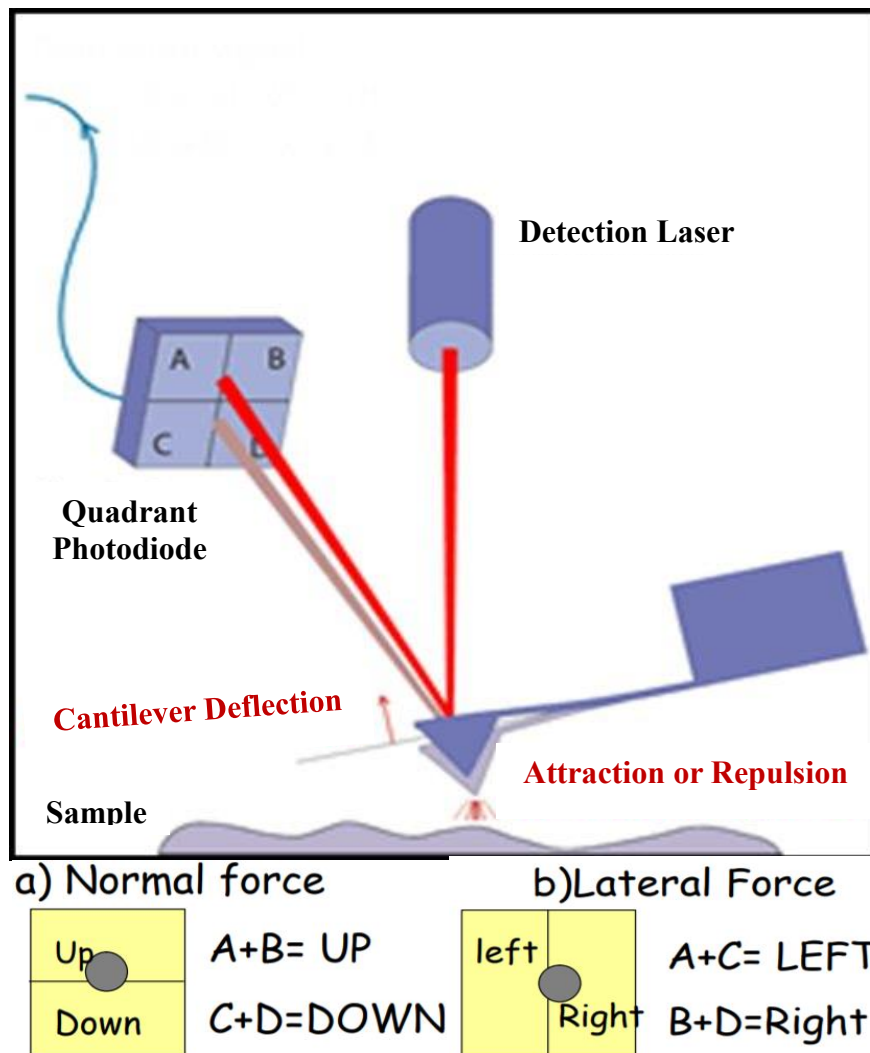 Detection Laser
A B
C D
Quadrant
Photodiode
Cantilever Deflection
Attraction or Repulsion
Sample
a) Normal force
Up
Down
A+B= UP
C+D=DOWN
b)Lateral Force
left
Right
A+C= LEFT
B+D=Right